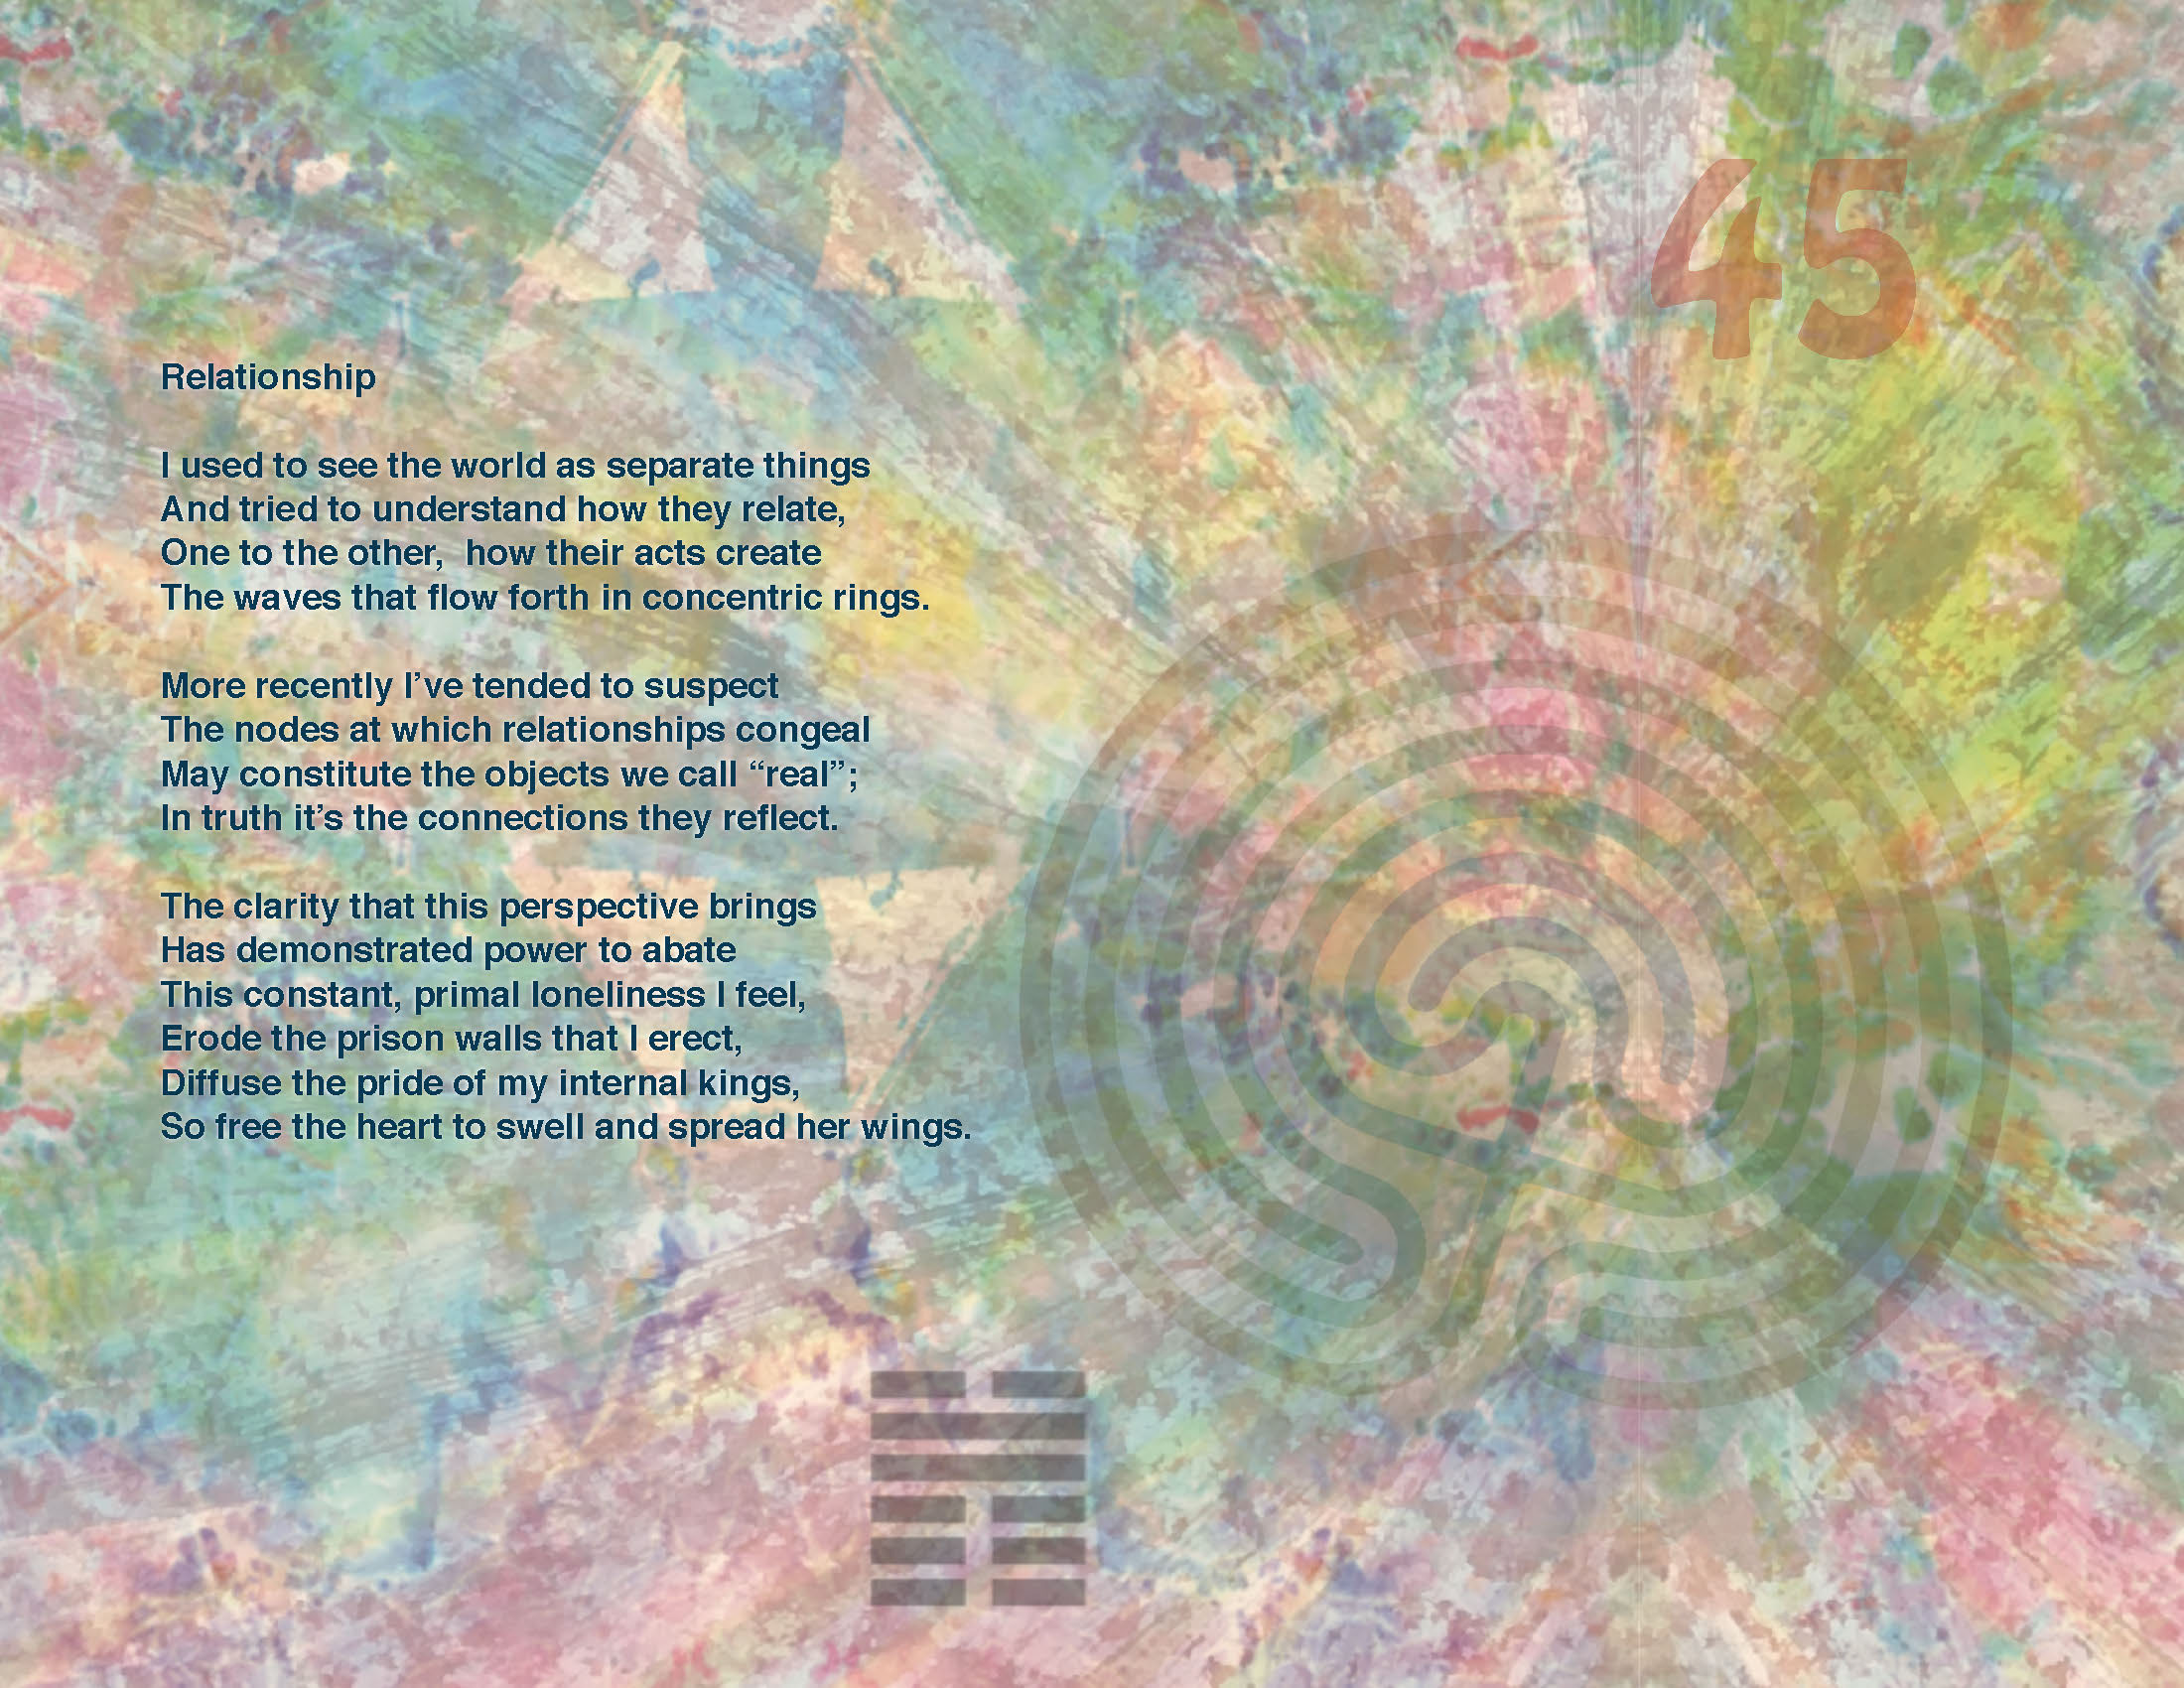 45
Relationship
I used to see the world as separate things
And tried to understand how they relate,
One to the other,  how their acts create
The waves that flow forth in concentric rings.
More recently I’ve tended to suspect
The nodes at which relationships congeal
May constitute the objects we call “real”;
In truth it’s the connections they reflect.
The clarity that this perspective brings
Has demonstrated power to abate
This constant, primal loneliness I feel,
Erode the prison walls that I erect,
Diffuse the pride of my internal kings,
So free the heart to swell and spread her wings.